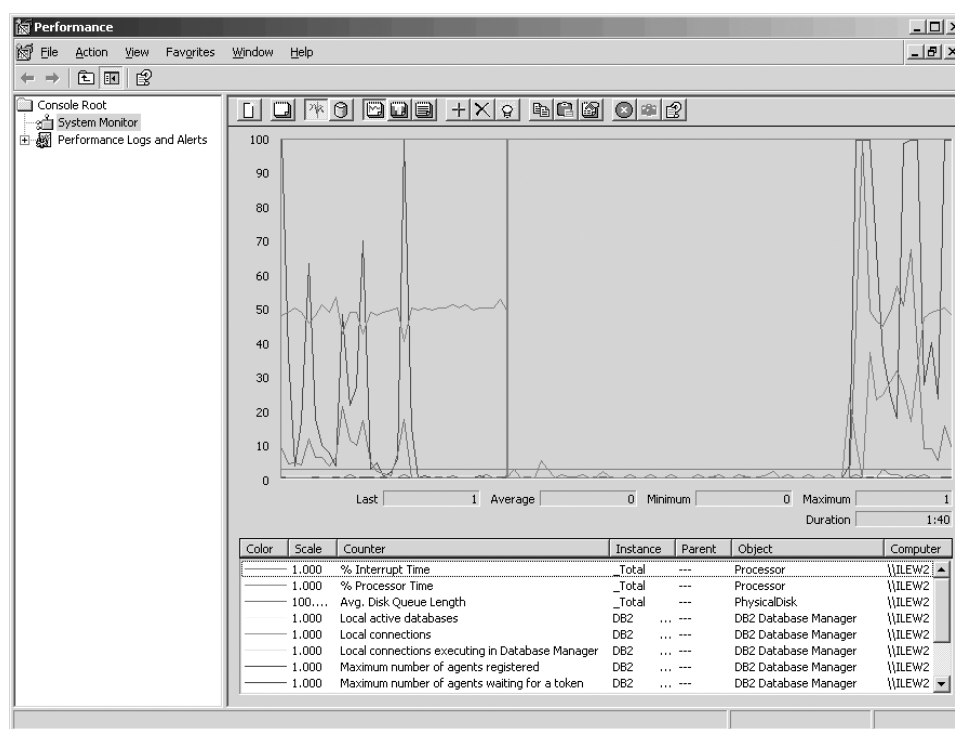 Performance
File Action View Favorites Window Help
Console Root
System Monitor
Performance Logs and Alerts
100
90
80
70
60
50
40
30
20
10
0
Last 1 Average 0 Minimum 0 Maximum 1
Duration 1:40
Color Scale Counter Instance Parent Object Computer
1.000 % Interrupt Time _Total --- Processor \\ILEW2
1.000 % Processor Time _Total --- Processor \\ILEW2
100.... Avg. Disk Queue Length _Total --- PhysicalDisk \\ILEW2
1.000 Local active databases DB2 ... --- DB2 Database Manager \\ILEW2
1.000 Local connections DB2 ... --- DB2 Database Manager \\ILEW2
1.000 Local connections executing in Database Manager DB2 ... --- DB2 Database Manager \\ILEW2
1.000 Maximum number of agents registered DB2 ... --- DB2 Database Manager \\ILEW2
1.000 Maximum number of agents waiting for a token DB2 ... --- DB2 Database Manager \\ILEW2